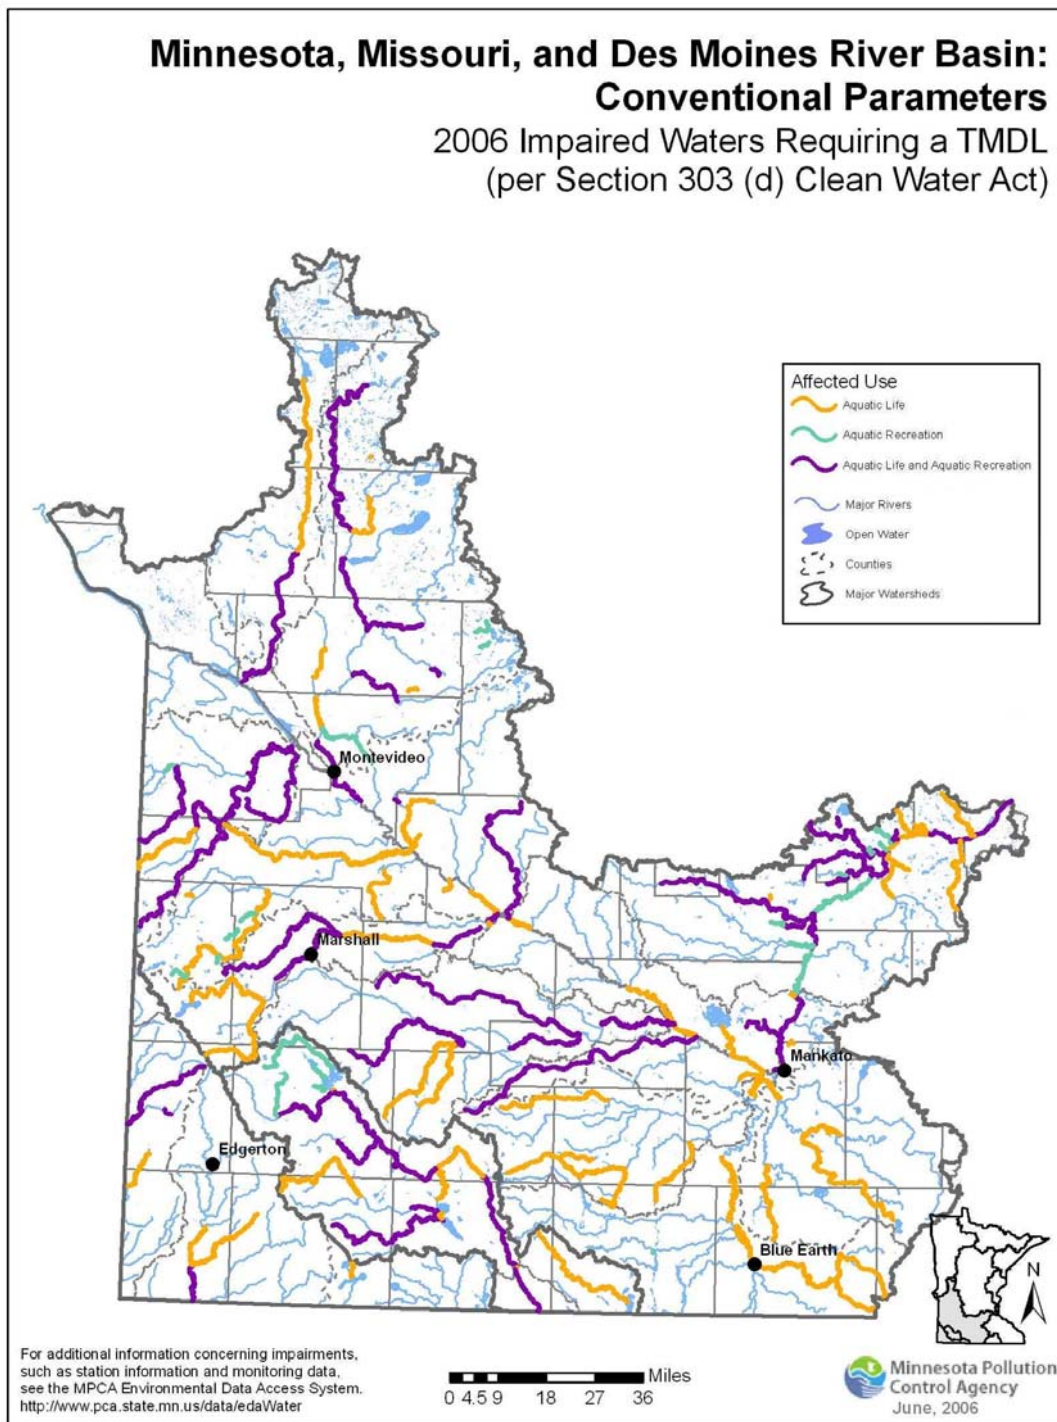 Minnesota, Missouri, and Des Moines River Basin:
Conventional Parameters
2006 Impaired Waters Requiring a TMDL
(per Section 303 (d) Clean Water Act)
Affected Use
Aquatic Life
Aquatic Recreation
Aquatic Life and Aquatic Recreation
Major Rivers
Open Water
Counties
Major Watersheds
Montevideo
Marshall
Mankato
Edgerton
Blue Earth
N
For additional information concerning impairments,
such as station information and monitoring data,
see the MPCA Environmental Data Access System.
http://www.pca.state.mn.us/data/edaWater
Miles
0 4.5 9 18 27 36
Minnesota Pollution
Control Agency
June, 2006